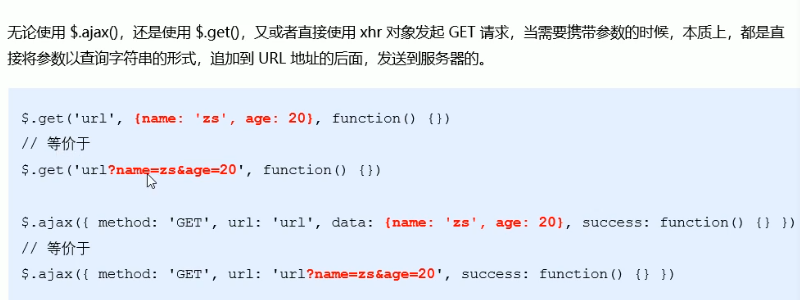 无论使用 $.ajax(), 还是使用 $.get(), 又或者直接使用 xhr 对象发起 GET 请求, 当需要携带参数的时候, 本质上, 都是直
接将参数以查询字符串的形式, 追加到 URL 地址的后面, 发送到服务器的。
$.get('url', {name: 'zs', age: 20}, function() {})
// 等价于
$.get('url?name=zs&age=20', function() {})
$.ajax({ method: 'GET', url: 'url', data: {name: 'zs', age: 20}, success: function() {} })
// 等价于
$.ajax({ method: 'GET', url: 'url?name=zs&age=20', success: function() {} })